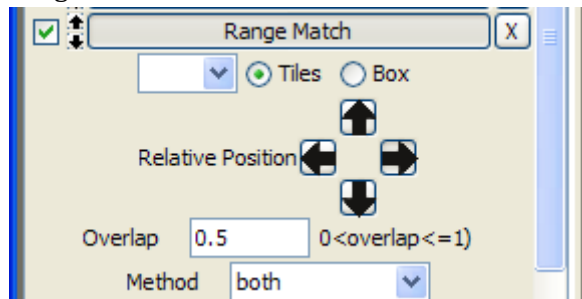 Range Match X
Tiles Box
Relative Position
Overlap 0.5 0<overlap<=1)
Method both